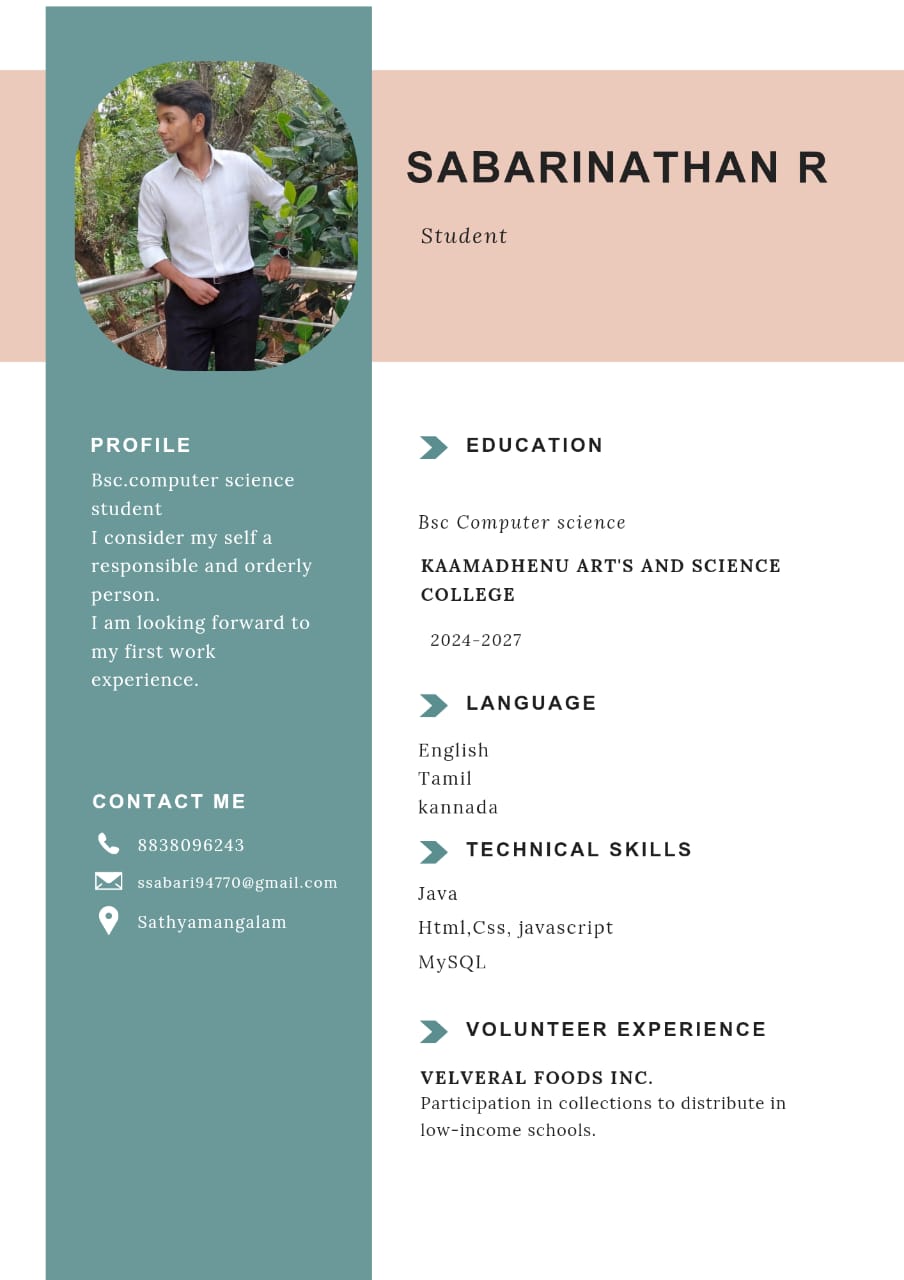 SABARINATHAN R
Student
PROFILE
Bsc.computer science
student
I consider my self a
responsible and orderly
person.
I am looking forward to
my first work
experience.
CONTACT ME
8838096243
ssabari94770@gmail.com
Sathyamangalam
EDUCATION
Bsc Computer science
KAAMADHENU ART'S AND SCIENCE
COLLEGE
2024-2027
LANGUAGE
English
Tamil
kannada
TECHNICAL SKILLS
Java
Html,Css, javascript
MySQL
VOLUNTEER EXPERIENCE
VELVERAL FOODS INC.
Participation in collections to distribute in
low-income schools.